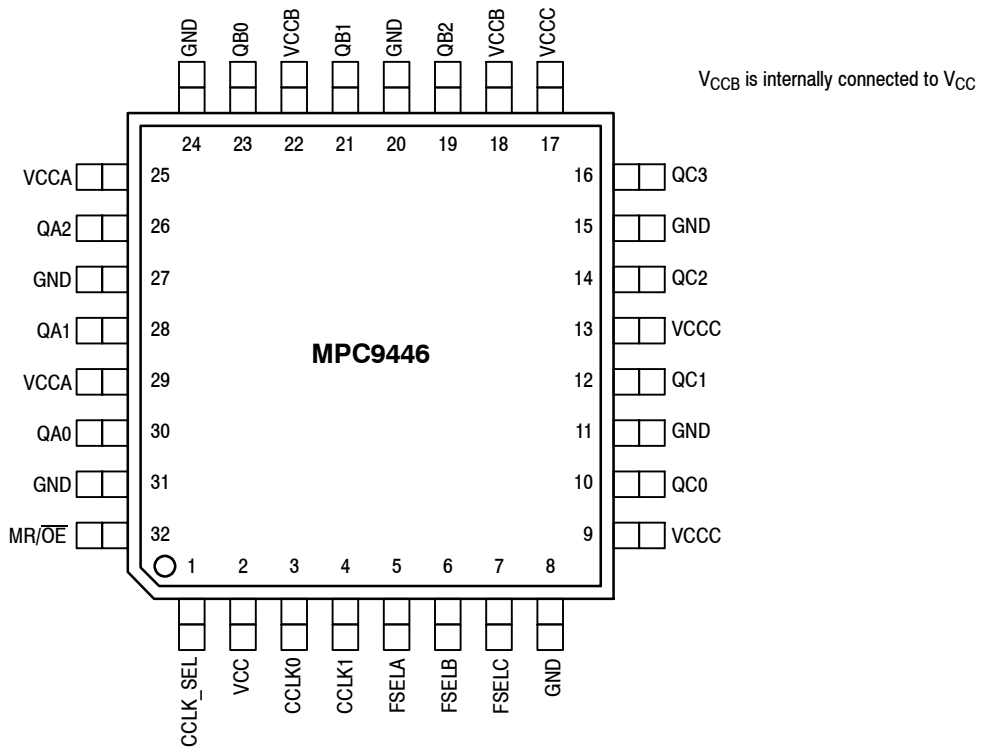 GND QB0 VCCB QB1 GND QB2 VCCB VCCC
VCCB is internally connected to VCC
24 23 22 21 20 19 18 17
VCCA 25 16 QC3
QA2 26 15 GND
GND 27 14 QC2
QA1 28 13 VCCC
MPC9446
VCCA 29 12 QC1
QA0 30 11 GND
GND 31 10 QC0
MR/O̅E̅ 32 9 VCCC
1 2 3 4 5 6 7 8
CCLK_SEL VCC CCLK0 CCLK1 FSELA FSELB FSELC GND